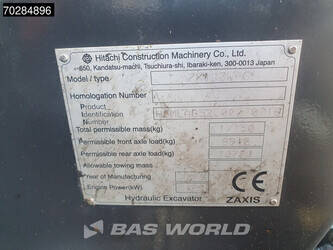 70284896
Hitachi Construction Machinery Co., Ltd.
650, Kandatsu-machi, Tsuchiura-shi, Ibaraki-ken, 300-0013 Japan
Model / type
Homologation Number
Product
Identification
Number
Total permissible mass(kg)
Permissible front axle load(kg)
Permissible rear axle load(kg)
Allowable towing mass
Year of Manufacturing
Engine Power(kW)
CE
Hydraulic Excavator ZAXIS
BAS WORLD